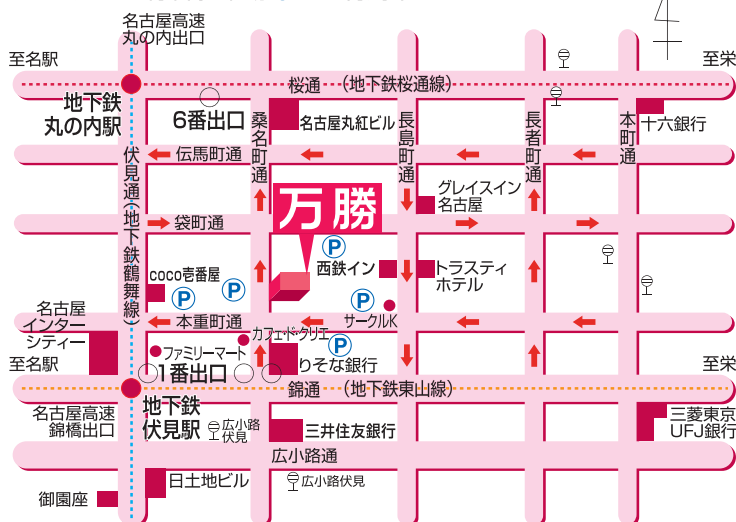 名古屋高速
丸の内出口
至名駅
至栄
桜通 (地下鉄桜通線)
地下鉄
丸の内駅
6番出口
桑名町通
名古屋丸紅ビル
長島町通
長者町通
本町通
十六銀行
伏見通(地下鉄鶴舞線)
伝馬町通
グレイスイン
名古屋
万勝
袋町通
P
coco壱番屋
P
P
西鉄イン
トラスティ
ホテル
P
サークルK
名古屋
インター
シティー
本重町通
カフェ・ド・クリエ
P
ファミリーマート
りそな銀行
至名駅
1番出口
至栄
錦通 (地下鉄東山線)
名古屋高速
錦橋出口
地下鉄
伏見駅
広小路
伏見
三井住友銀行
三菱東京
UFJ銀行
広小路通
日土地ビル
広小路伏見
御園座